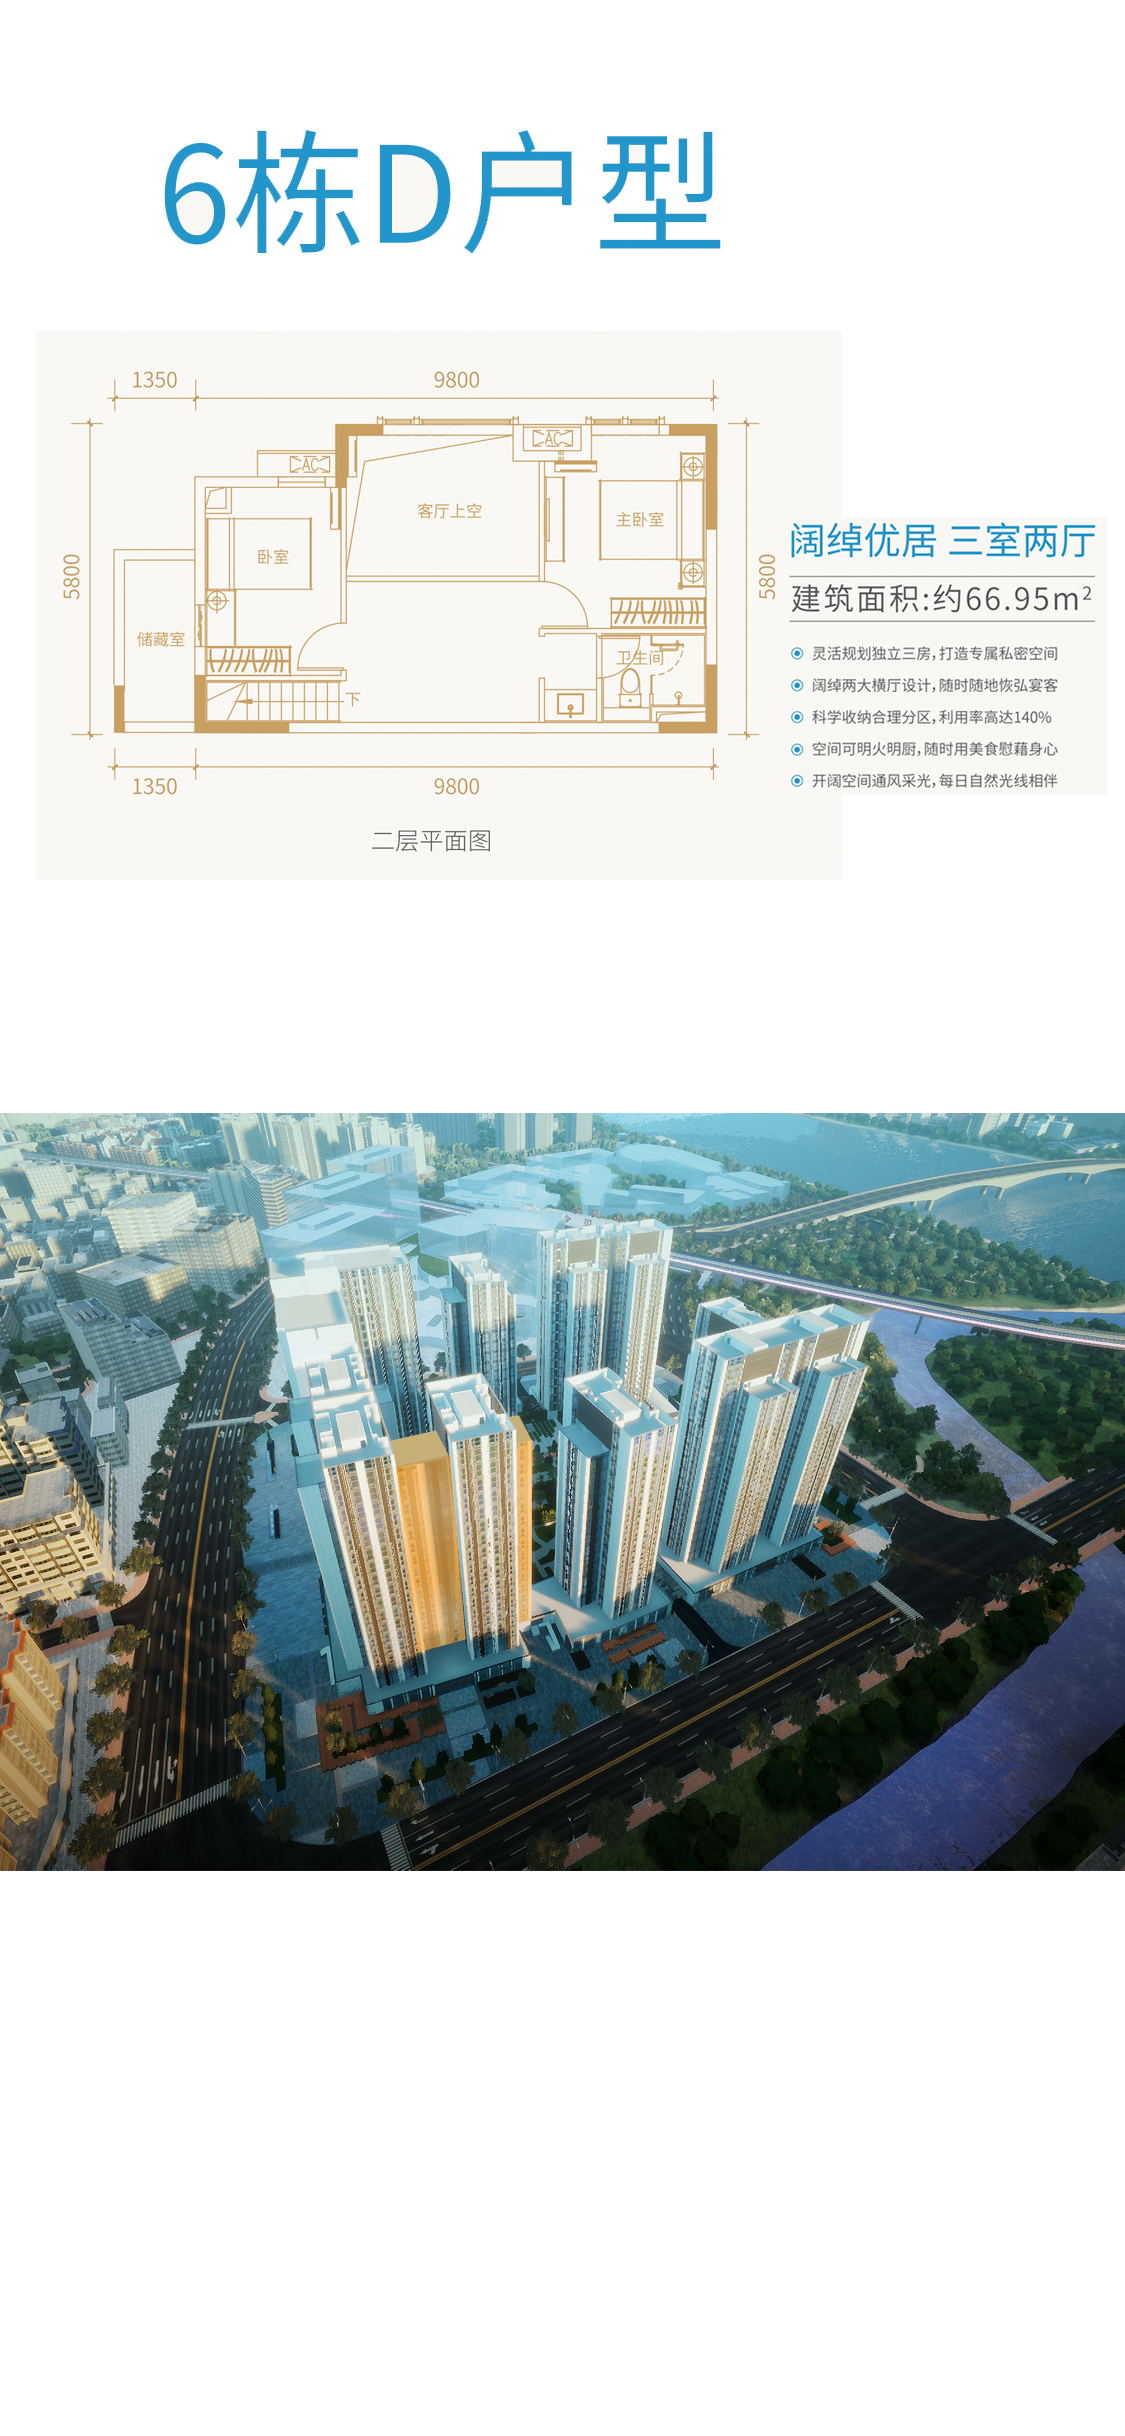 6栋D户型
1350 9800
AC
AC
客厅上空
主卧室
卧室
5800
5800
储藏室
卫生间
下
1350 9800
二层平面图
阔绰优居 三室两厅
建筑面积:约66.95m²
灵活规划独立三房,打造专属私密空间
阔绰两大横厅设计,随时随地恢弘宴客
科学收纳合理分区,利用率高达140%
空间可明火明厨,随时用美食慰藉身心
开阔空间通风采光,每日自然光线相伴